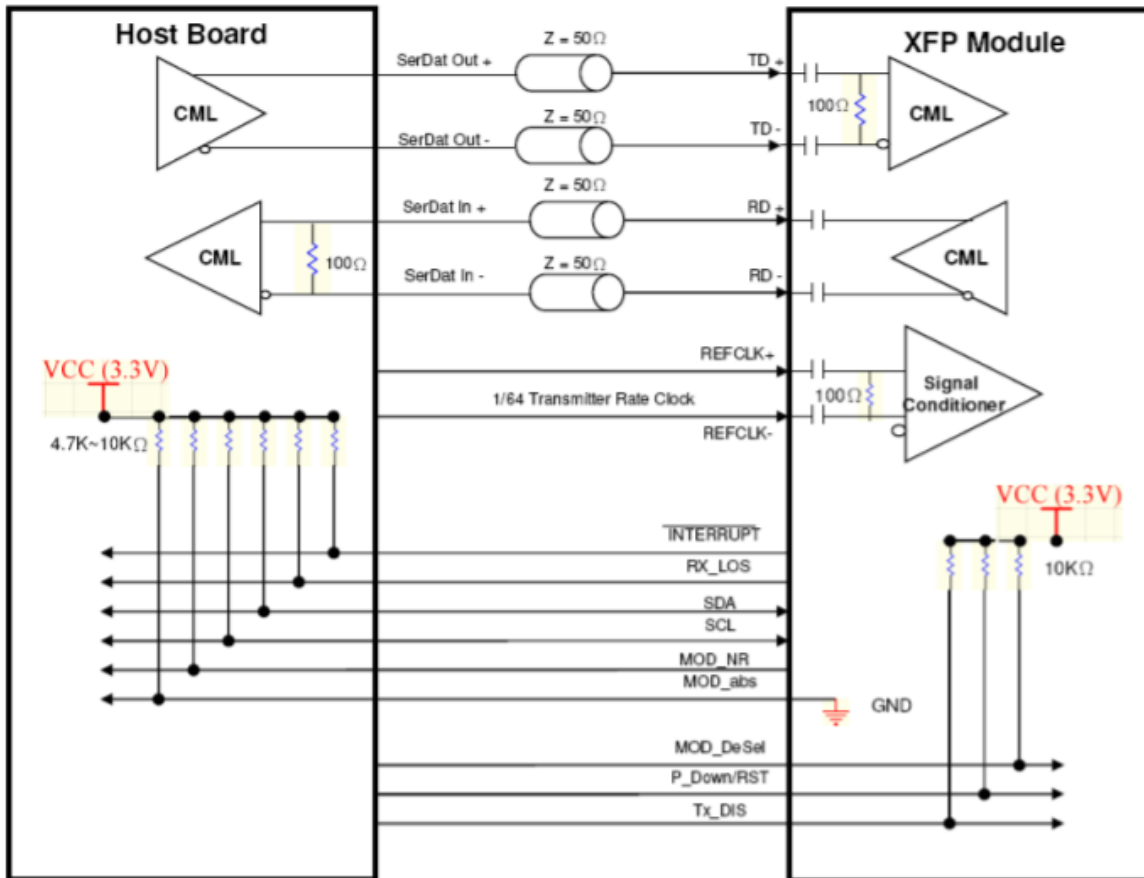 Host Board
XFP Module
Z = 50Ω
SerDat Out +
TD +
CML
100Ω
CML
Z = 50Ω
SerDat Out -
TD -
Z = 50Ω
SerDat In +
RD +
CML
100Ω
CML
Z = 50Ω
SerDat In -
RD -
REFCLK+
VCC (3.3V)
1/64 Transmitter Rate Clock
100Ω
Signal
Conditioner
REFCLK-
4.7K~10KΩ
VCC (3.3V)
10KΩ
INTERRUPT
RX_LOS
SDA
SCL
MOD_NR
MOD_abs
GND
MOD_DeSel
P_Down/RST
Tx_DIS